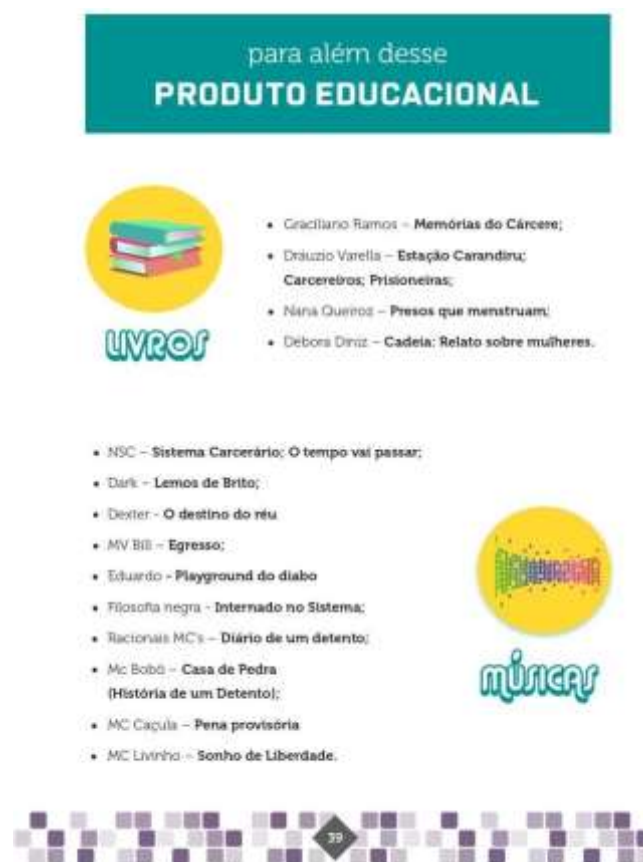 para além desse
PRODUTO EDUCACIONAL
• Graciliano Ramos – Memórias do Cárcere;
• Drauzio Varella – Estação Carandiru;
Carcereiros; Prisioneiras;
• Nana Queiroz – Presos que menstruam;
• Debora Diniz – Cadeia: Relato sobre mulheres.
LIVROS
• NSC – Sistema Carcerário; O tempo vai passar;
• Dark – Lemos de Brito;
• Dexter - O destino do réu
• MV Bill – Egresso;
• Eduardo - Playground do diabo
• Filosofia negra - Internado no Sistema;
• Racionais MC's – Diário de um detento;
• Mc Bobô – Casa de Pedra
(História de um Detento);
• MC Caçula – Pena provisória
• MC Livinho – Sonho de Liberdade.
MÚSICAS
39